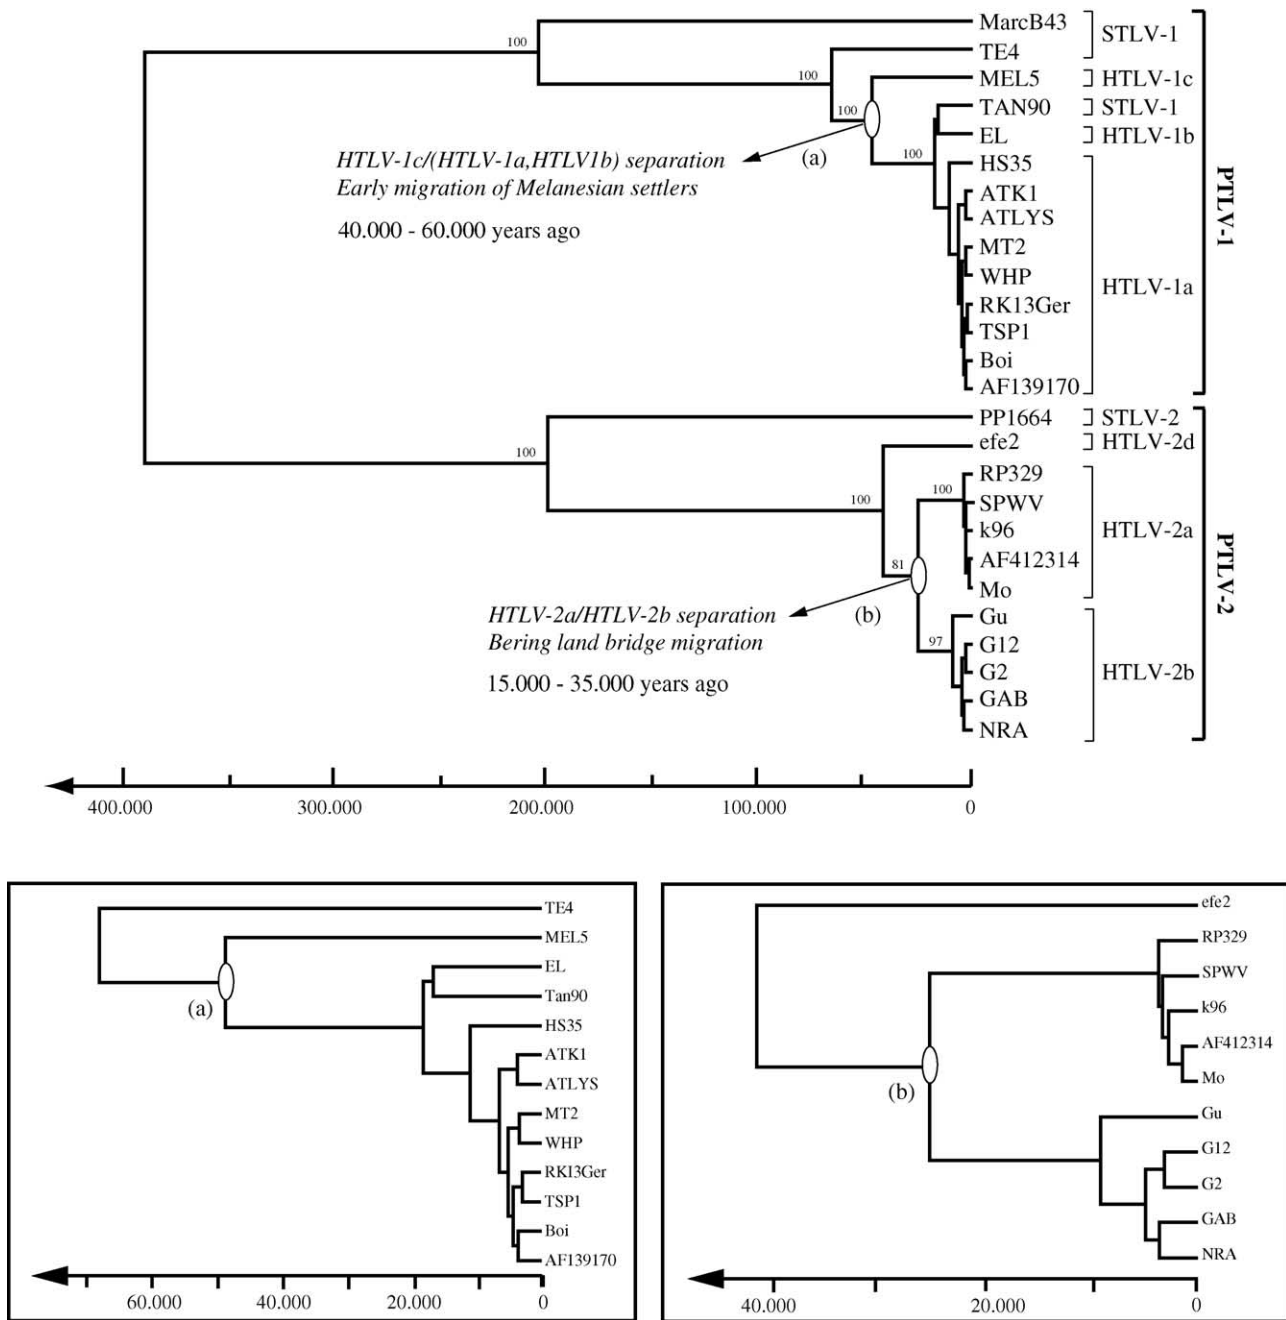 MarcB43
STLV-1
100
TE4
100
MEL5
HTLV-1c
100
TAN90
STLV-1
EL
HTLV-1b
HTLV-1c/(HTLV-1a,HTLV1b) separation
(a)
100
HS35
Early migration of Melanesian settlers
ATK1
ATLYS
40.000 - 60.000 years ago
MT2
WHP
HTLV-1a
RK13Ger
TSP1
Boi
AF139170
PTLV-1
PP1664
STLV-2
efe2
HTLV-2d
100
RP329
100
100
SPWV
k96
HTLV-2a
AF412314
81
Mo
HTLV-2a/HTLV-2b separation
(b)
Gu
Bering land bridge migration
97
G12
G2
HTLV-2b
15.000 - 35.000 years ago
GAB
NRA
PTLV-2
400.000 300.000 200.000 100.000 0
TE4
MEL5
EL
(a)
Tan90
HS35
ATK1
ATLYS
MT2
WHP
RKI3Ger
TSP1
Boi
AF139170
60.000 40.000 20.000 0
efe2
RP329
SPWV
k96
AF412314
(b)
Mo
Gu
G12
G2
GAB
NRA
40.000 20.000 0